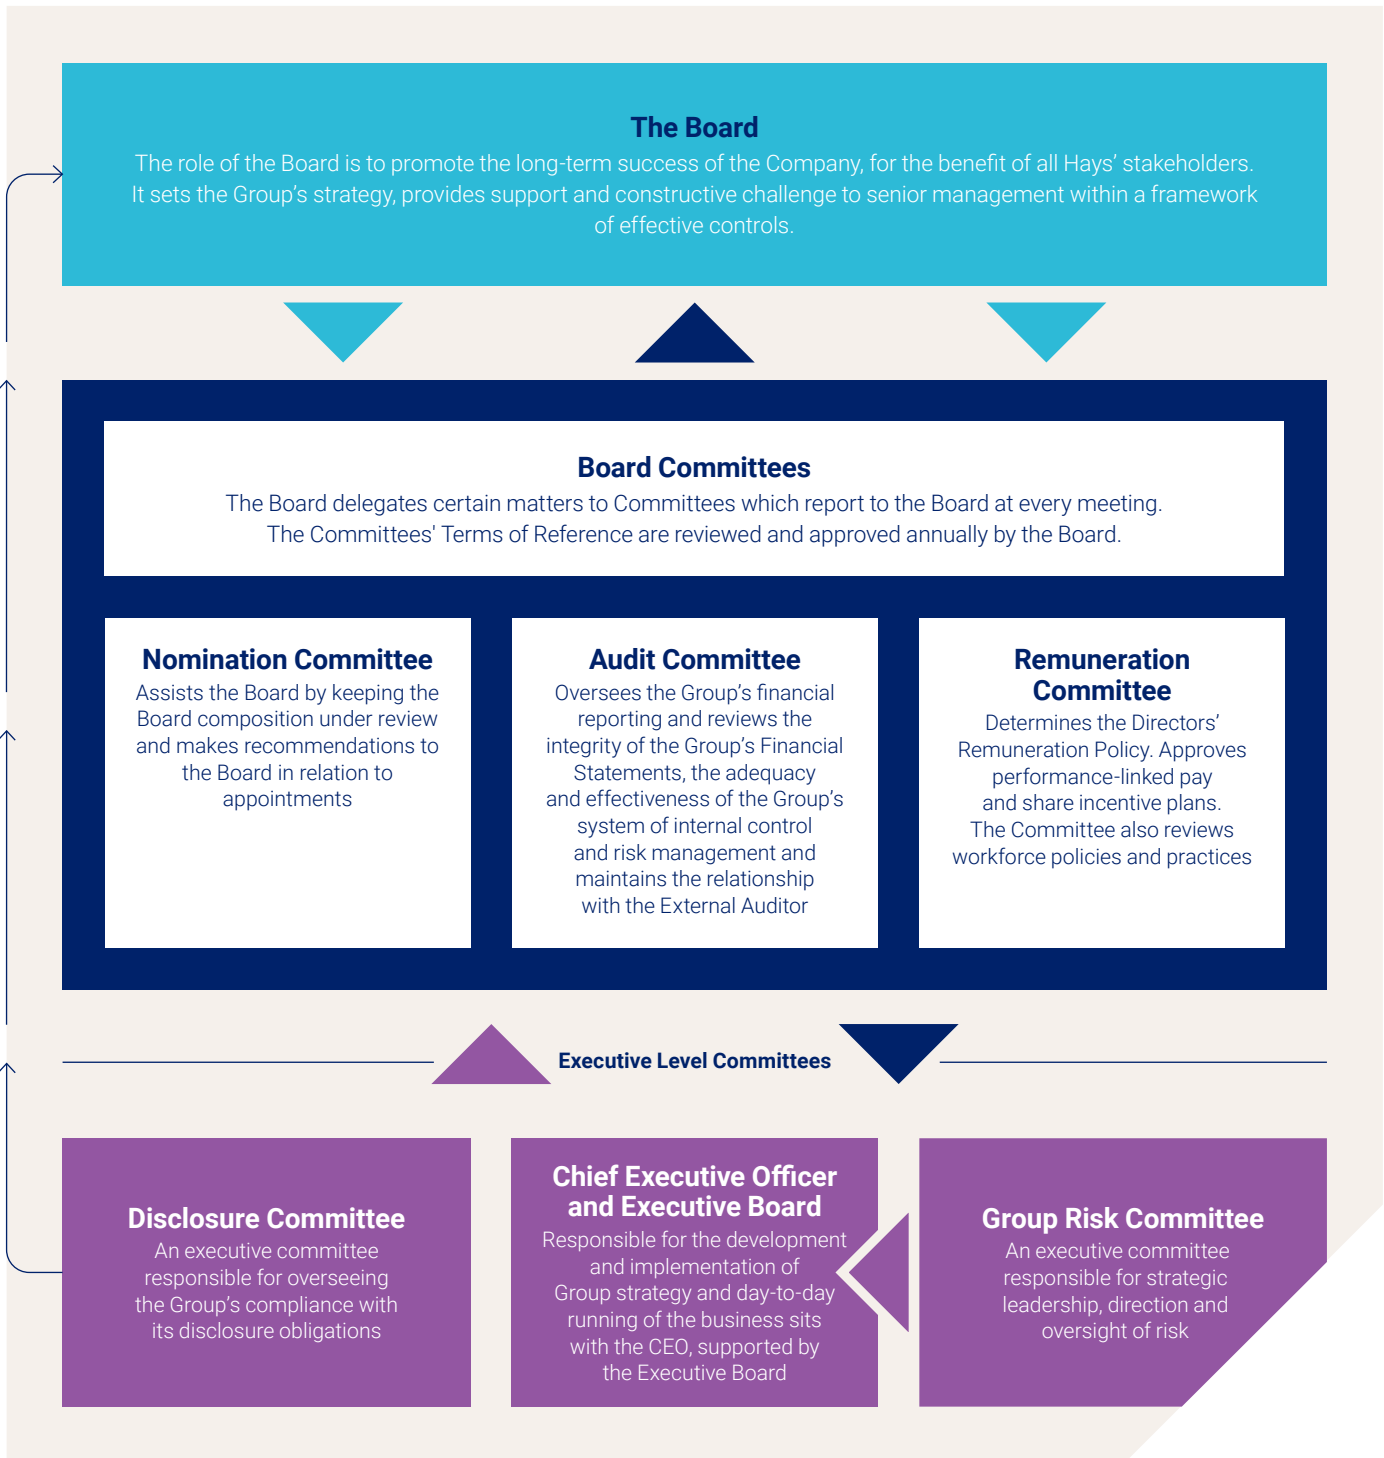 The Board
The role of the Board is to promote the long-term success of the Company, for the benefit of all Hays’ stakeholders.
It sets the Group’s strategy, provides support and constructive challenge to senior management within a framework
of effective controls.
Board Committees
The Board delegates certain matters to Committees which report to the Board at every meeting.
The Committees' Terms of Reference are reviewed and approved annually by the Board.
Nomination Committee
Assists the Board by keeping the
Board composition under review
and makes recommendations to
the Board in relation to
appointments
Audit Committee
Oversees the Group’s financial
reporting and reviews the
integrity of the Group’s Financial
Statements, the adequacy
and effectiveness of the Group’s
system of internal control
and risk management and
maintains the relationship
with the External Auditor
Remuneration
Committee
Determines the Directors’
Remuneration Policy. Approves
performance-linked pay
and share incentive plans.
The Committee also reviews
workforce policies and practices
Executive Level Committees
Disclosure Committee
An executive committee
responsible for overseeing
the Group’s compliance with
its disclosure obligations
Chief Executive Officer
and Executive Board
Responsible for the development
and implementation of
Group strategy and day-to-day
running of the business sits
with the CEO, supported by
the Executive Board
Group Risk Committee
An executive committee
responsible for strategic
leadership, direction and
oversight of risk